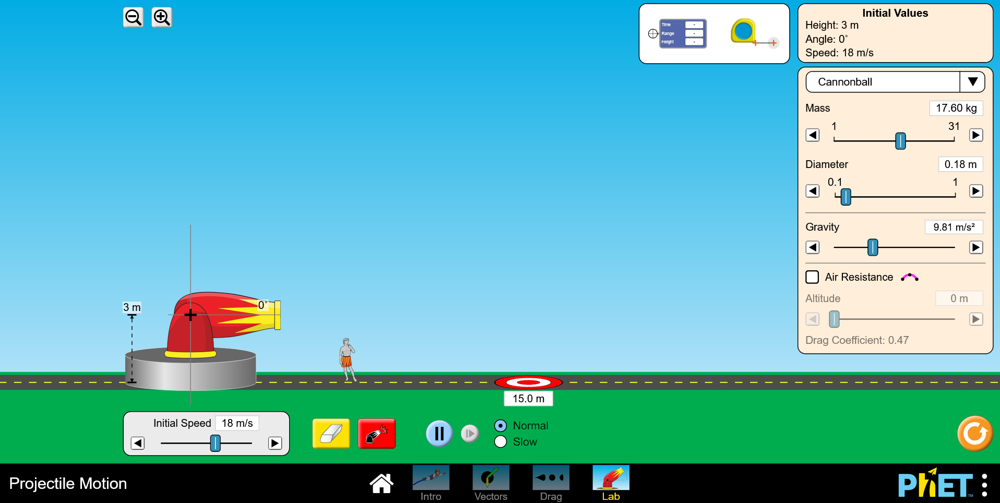 Time -
Range -
Height -
Initial Values
Height: 3 m
Angle: 0˚
Speed: 18 m/s
Cannonball
Mass 17.60 kg
1 31
Diameter 0.18 m
0.1 1
Gravity 9.81 m/s²
Air Resistance
Altitude 0 m
Drag Coefficient: 0.47
3 m
0˚
15.0 m
Initial Speed 18 m/s
Normal
Slow
Projectile Motion
Intro
Vectors
Drag
Lab
PhET™